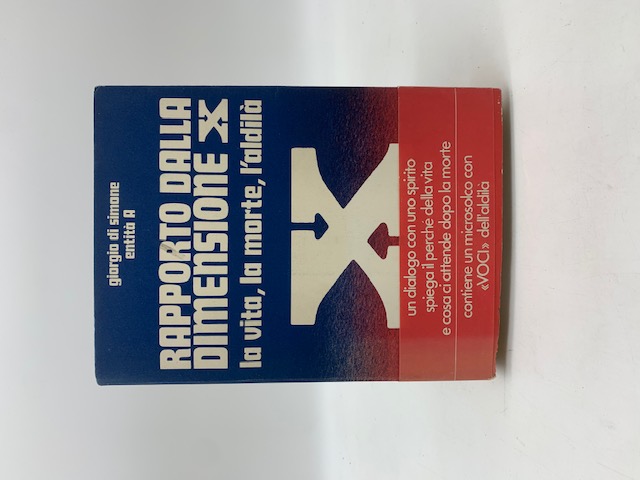 giorgio di simone
entità A
RAPPORTO DALLA
DIMENSIONE X
la vita, la morte, l'aldilà
X
un dialogo con uno spirito
spiega il perché della vita
e cosa ci attende dopo la morte
contiene un microsolco con
«VOCI» dell'aldilà